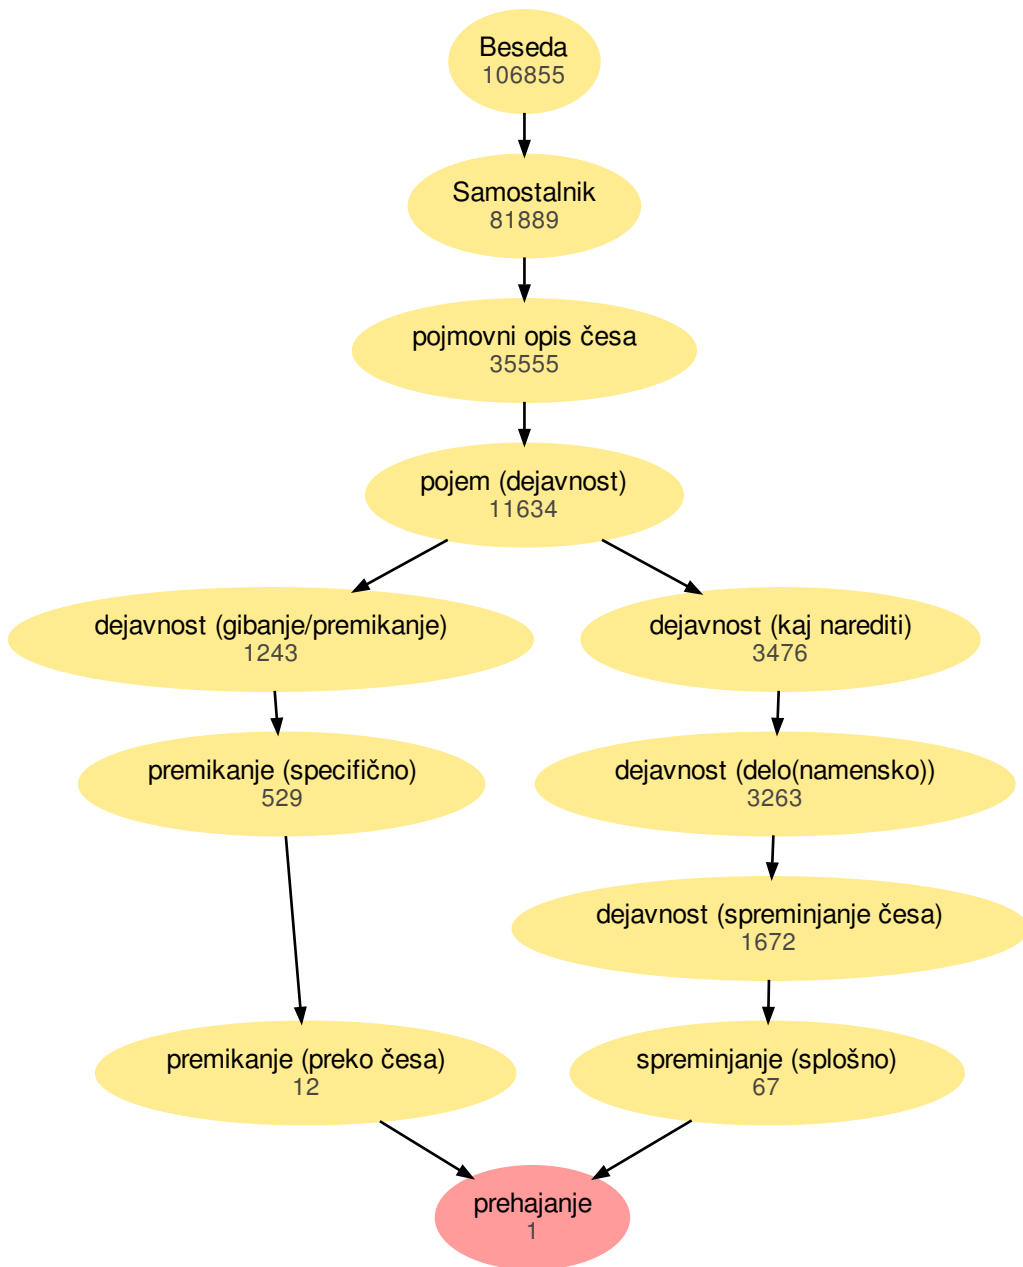 Beseda
106855
Samostalnik
81889
pojmovni opis česa
35555
pojem (dejavnost)
11634
dejavnost (gibanje/premikanje)
1243
dejavnost (kaj narediti)
3476
premikanje (specifično)
529
dejavnost (delo(namensko))
3263
dejavnost (spreminjanje česa)
1672
premikanje (preko česa)
12
spreminjanje (splošno)
67
prehajanje
1